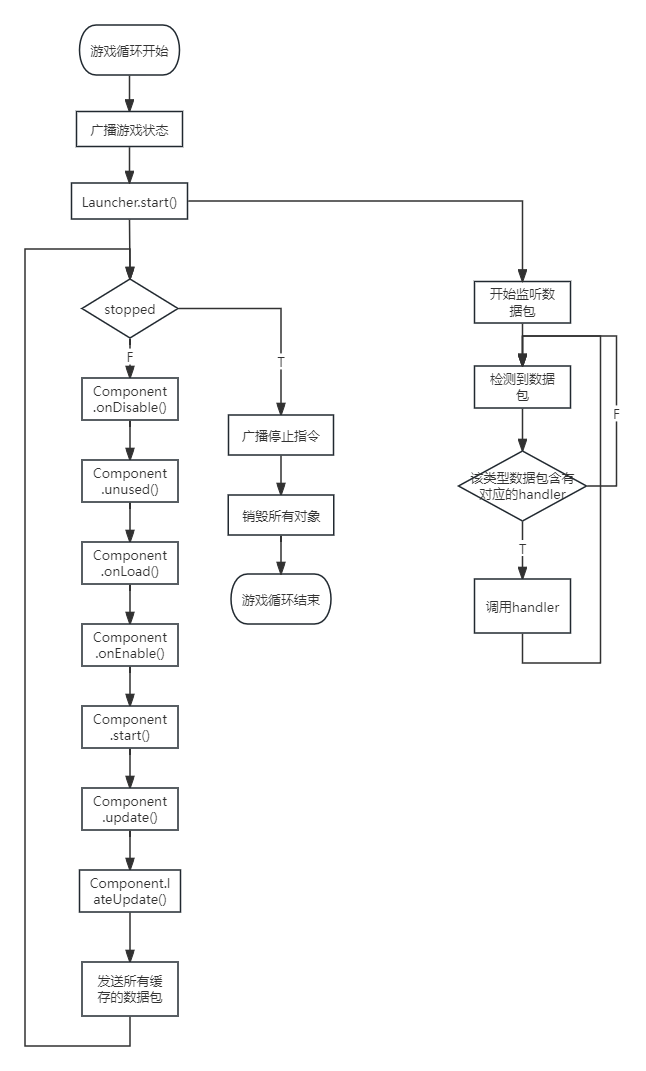 游戏循环开始
广播游戏状态
Launcher.start()
stopped
F
Component
.onDisable()
Component
.unused()
Component
.onLoad()
Component
.onEnable()
Component
.start()
Component
.update()
Component.l
ateUpdate()
发送所有缓
存的数据包
T
广播停止指令
销毁所有对象
游戏循环结束
开始监听数
据包
检测到数据
包
该类型数据包含有
对应的handler
F
T
调用handler